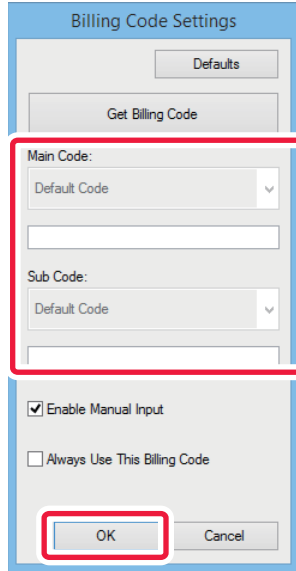 Billing Code Settings
Defaults
Get Billing Code
Main Code:
Default Code
Sub Code:
Default Code
Enable Manual Input
Always Use This Billing Code
OK Cancel